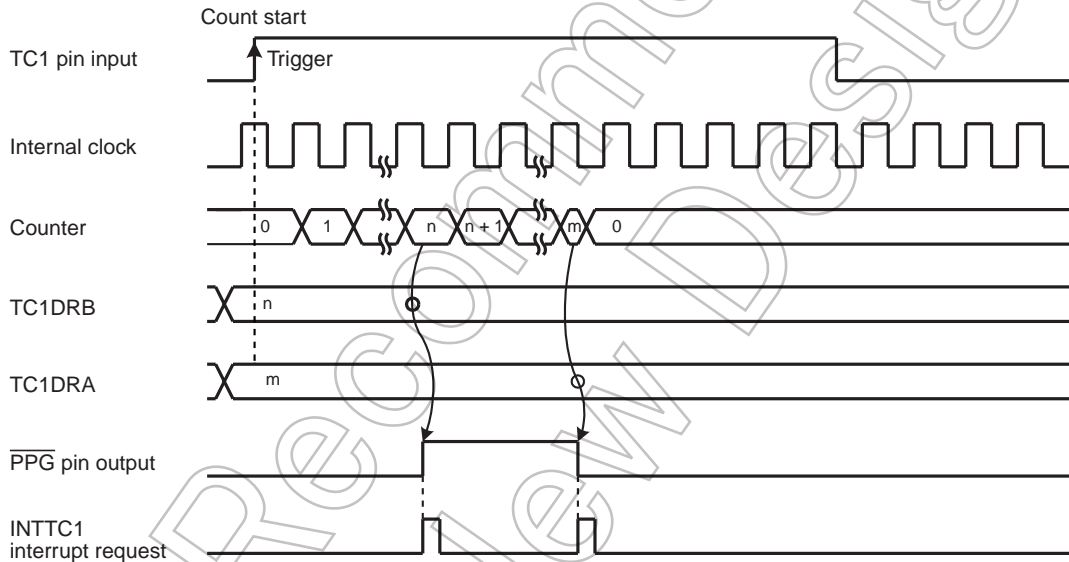 Count start
TC1 pin input
Trigger
Internal clock
Counter
0 1 n n + 1 m 0
TC1DRB
n
TC1DRA
m
PPG pin output
INTTC1
interrupt request